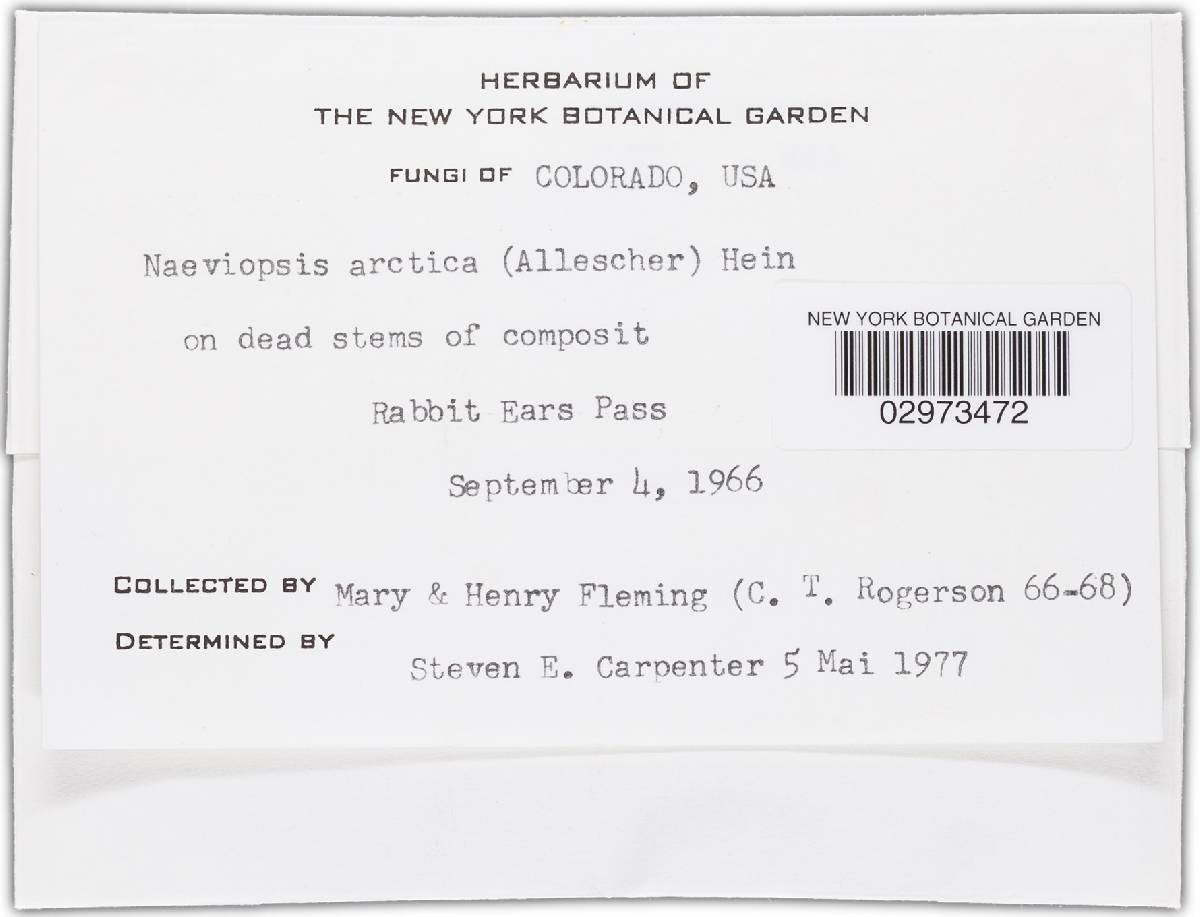 HERBARIUM OF
THE NEW YORK BOTANICAL GARDEN
FUNGI OF COLORADO, USA
Naeviopsis arctica (Allescher) Hein
on dead stems of composit
NEW YORK BOTANICAL GARDEN
02973472
Rabbit Ears Pass
September 4, 1966
COLLECTED BY Mary & Henry Fleming (C. T. Rogerson 66-68)
DETERMINED BY
Steven E. Carpenter 5 Mai 1977